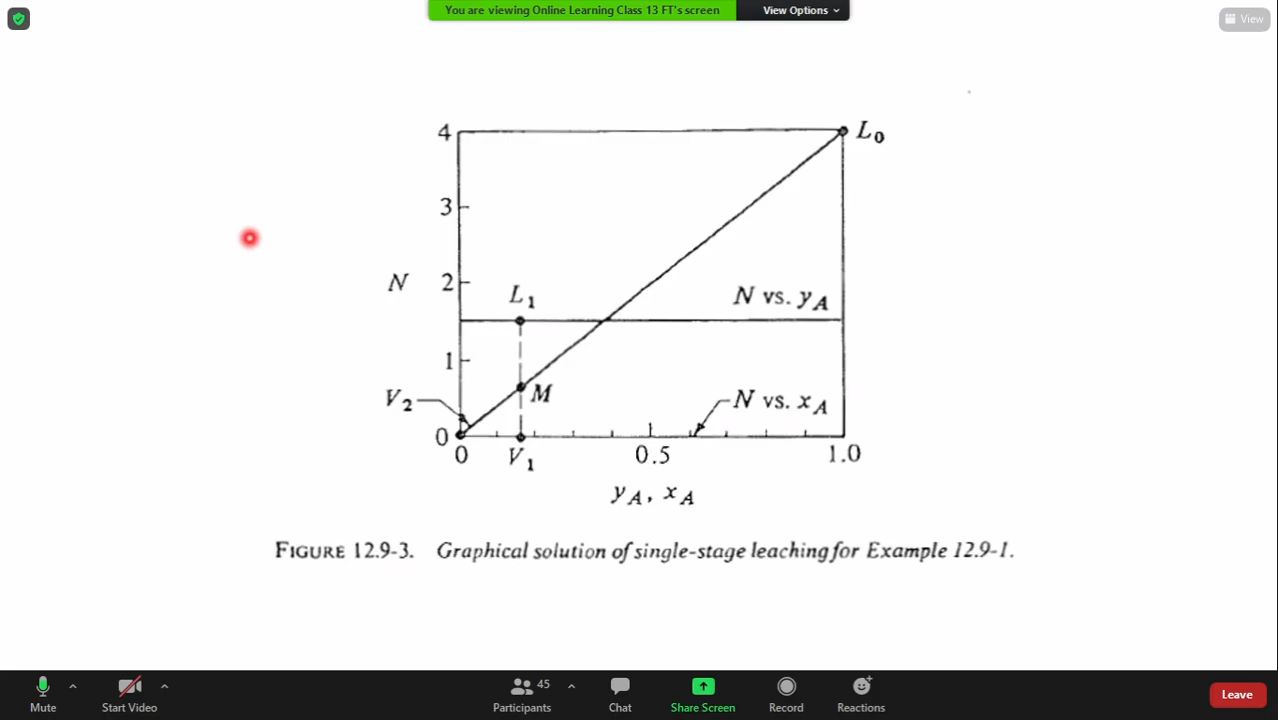 You are viewing Online Learning Class 13 FT's screen
View Options
View
4
L0
3
N
2
L1
N vs. yA
1
V2
M
N vs. xA
0
0
V1
0.5
1.0
yA, xA
FIGURE 12.9-3. Graphical solution of single-stage leaching for Example 12.9-1.
Mute
Start Video
45
Participants
Chat
Share Screen
Record
Reactions
Leave